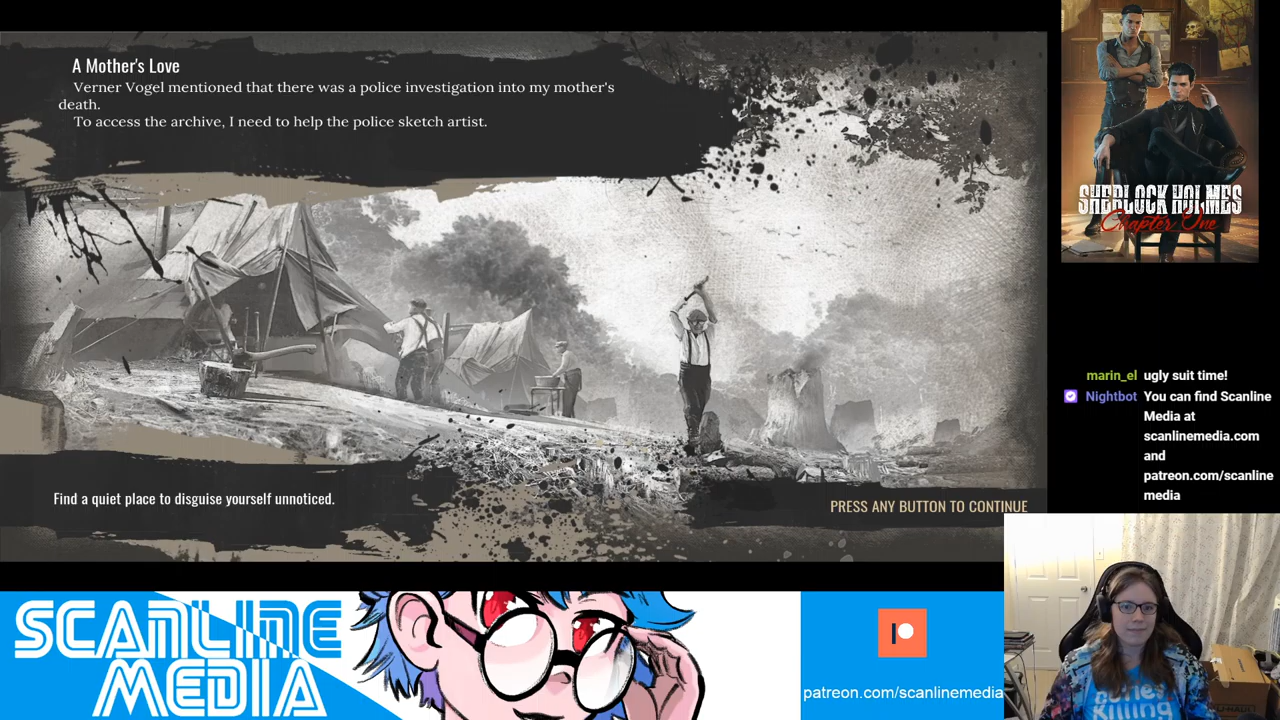 A Mother's Love
Verner Vogel mentioned that there was a police investigation into my mother's
death.
To access the archive, I need to help the police sketch artist.
Find a quiet place to disguise yourself unnoticed.
PRESS ANY BUTTON TO CONTINUE
SHERLOCK HOLMES
Chapter One
marin_el ugly suit time!
Nightbot You can find Scanline
Media at
scanlinemedia.com
and
patreon.com/scanline
media
SCANLINE
MEDIA
patreon.com/scanlinemedia
Killing